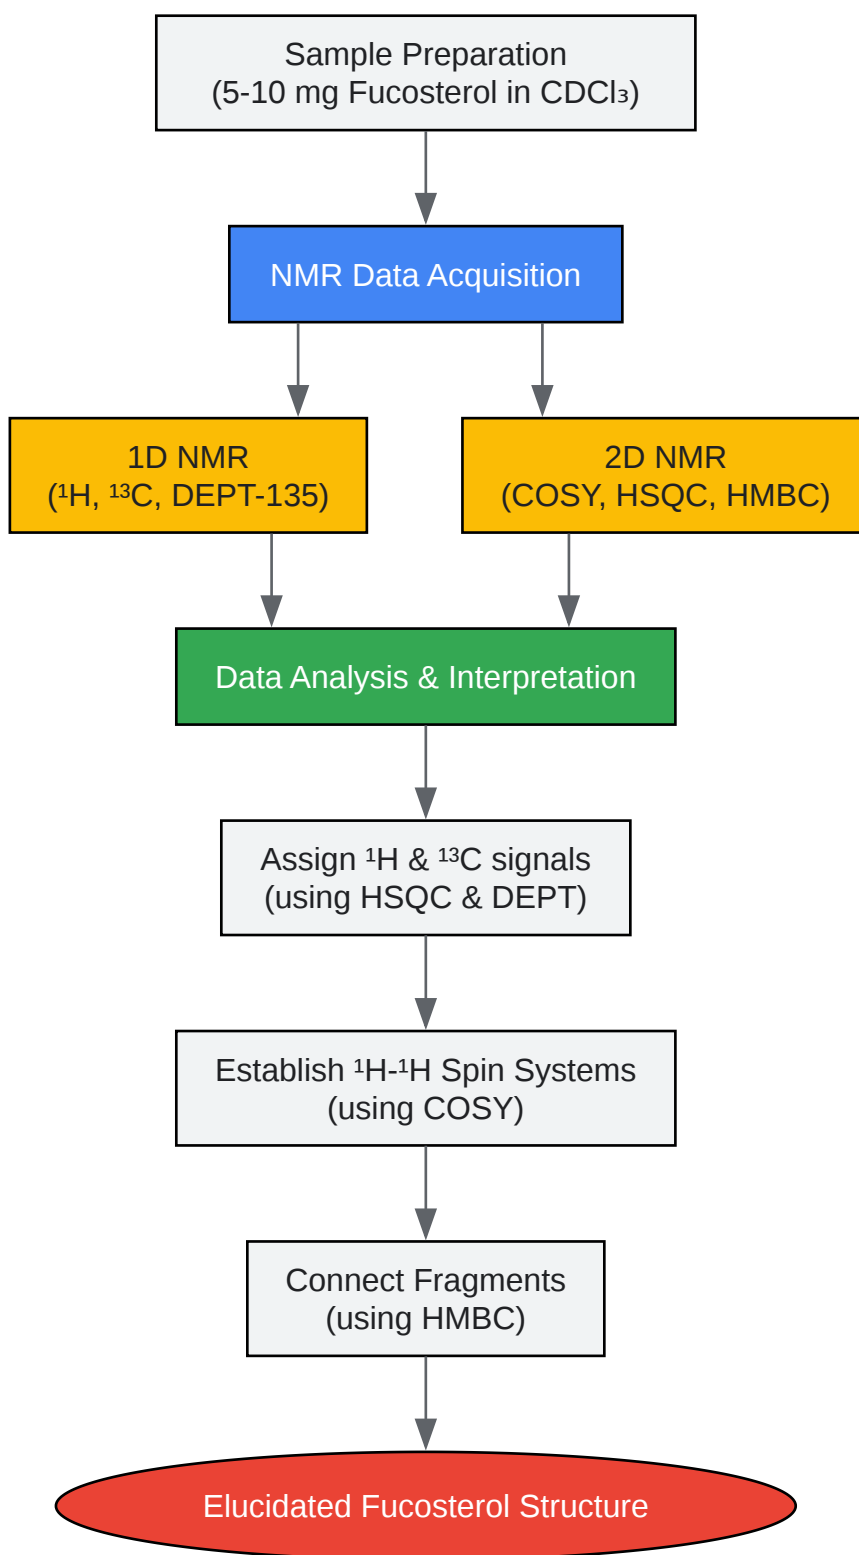 Sample Preparation
(5-10 mg Fucosterol in CDCl₃)
NMR Data Acquisition
1D NMR
(¹H, ¹³C, DEPT-135)
2D NMR
(COSY, HSQC, HMBC)
Data Analysis & Interpretation
Assign ¹H & ¹³C signals
(using HSQC & DEPT)
Establish ¹H-¹H Spin Systems
(using COSY)
Connect Fragments
(using HMBC)
Elucidated Fucosterol Structure